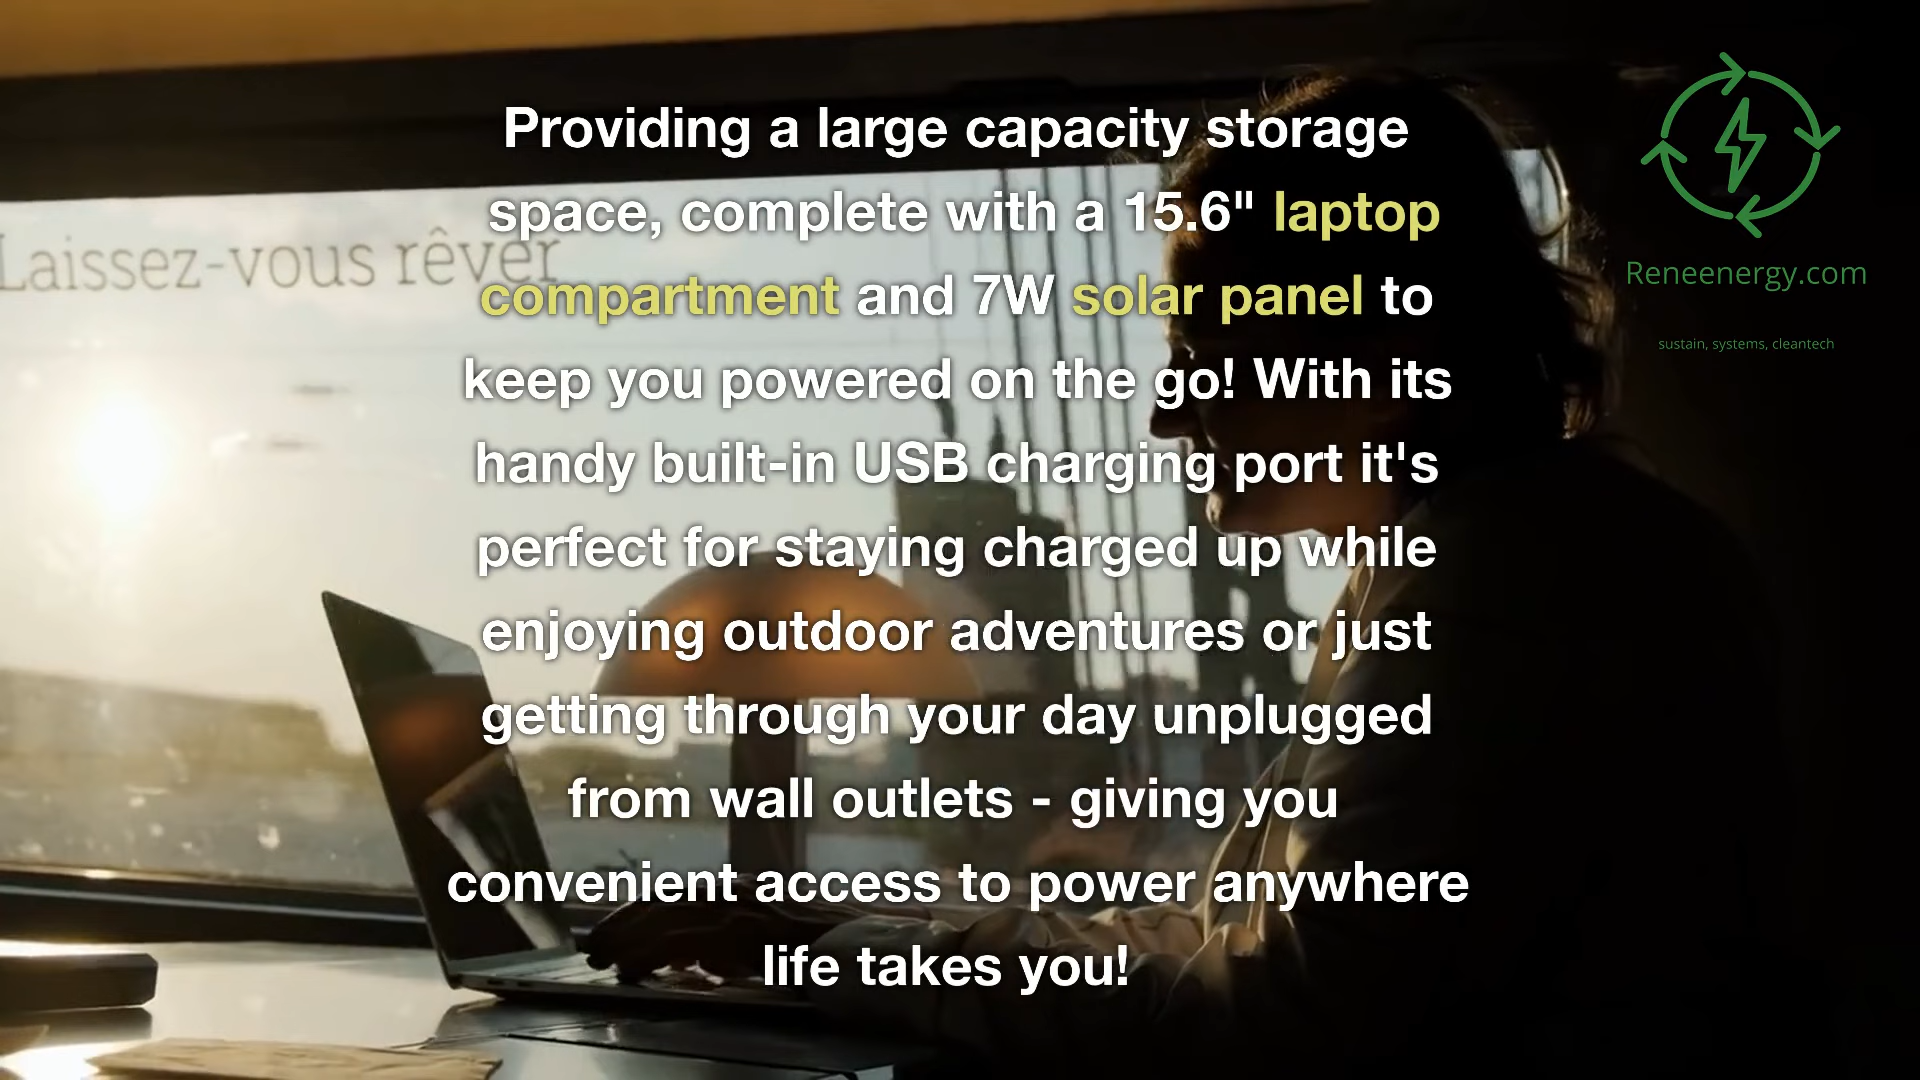 Providing a large capacity storage
space, complete with a 15.6" laptop
compartment and 7W solar panel to
keep you powered on the go! With its
handy built-in USB charging port it's
perfect for staying charged up while
enjoying outdoor adventures or just
getting through your day unplugged
from wall outlets - giving you
convenient access to power anywhere
life takes you!
Laissez-vous rêver
Reneenergy.com
sustain, systems, cleantech